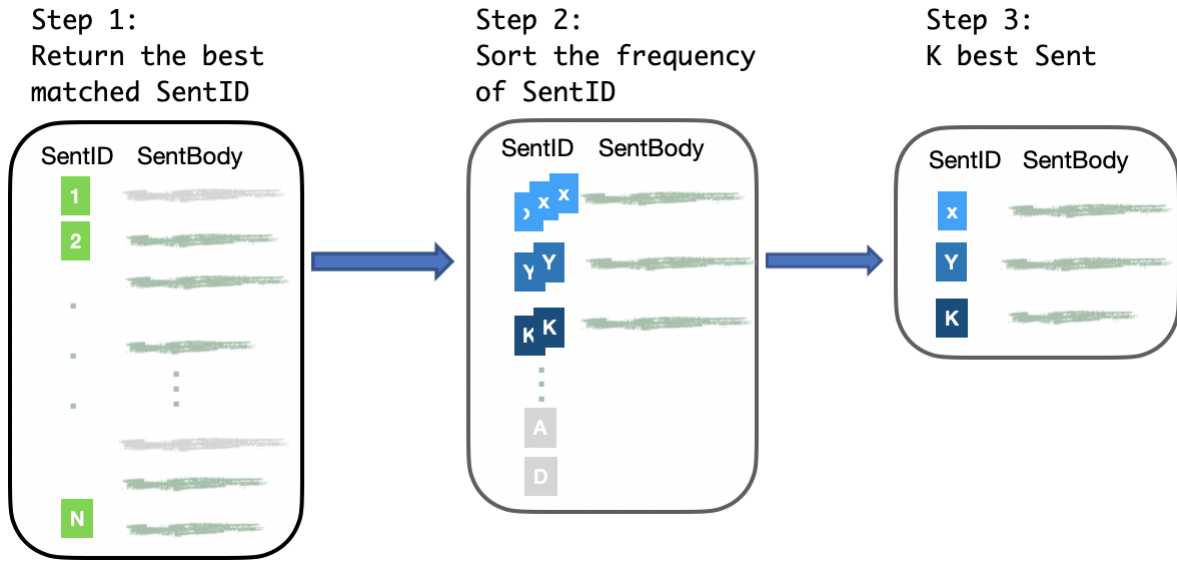 Step 1:
Return the best
matched SentID
SentID SentBody
1
2
N
Step 2:
Sort the frequency
of SentID
SentID SentBody
x x
Y Y
K K
A
D
Step 3:
K best Sent
SentID SentBody
x
Y
K